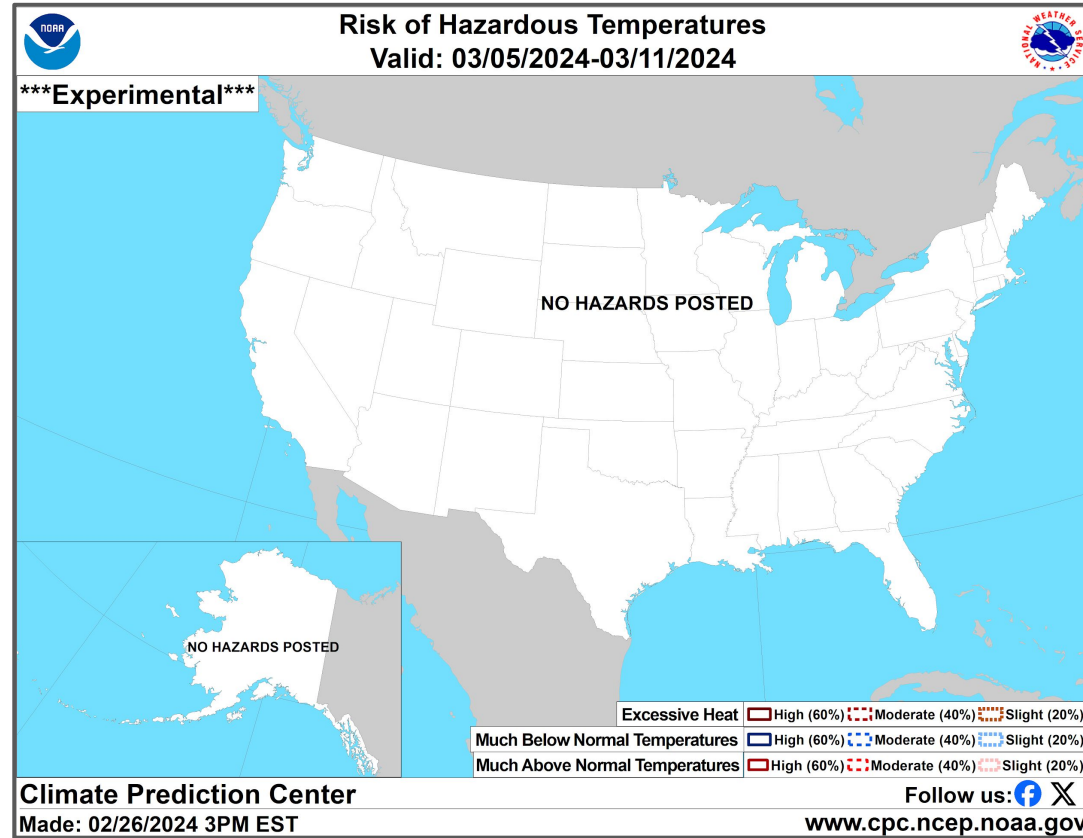 NOAA
Risk of Hazardous Temperatures
Valid: 03/05/2024-03/11/2024
NATIONAL WEATHER SERVICE
***Experimental***
NO HAZARDS POSTED
NO HAZARDS POSTED
Excessive Heat High (60%) Moderate (40%) Slight (20%)
Much Below Normal Temperatures High (60%) Moderate (40%) Slight (20%)
Much Above Normal Temperatures High (60%) Moderate (40%) Slight (20%)
Climate Prediction Center
Follow us:
Made: 02/26/2024 3PM EST
www.cpc.ncep.noaa.gov